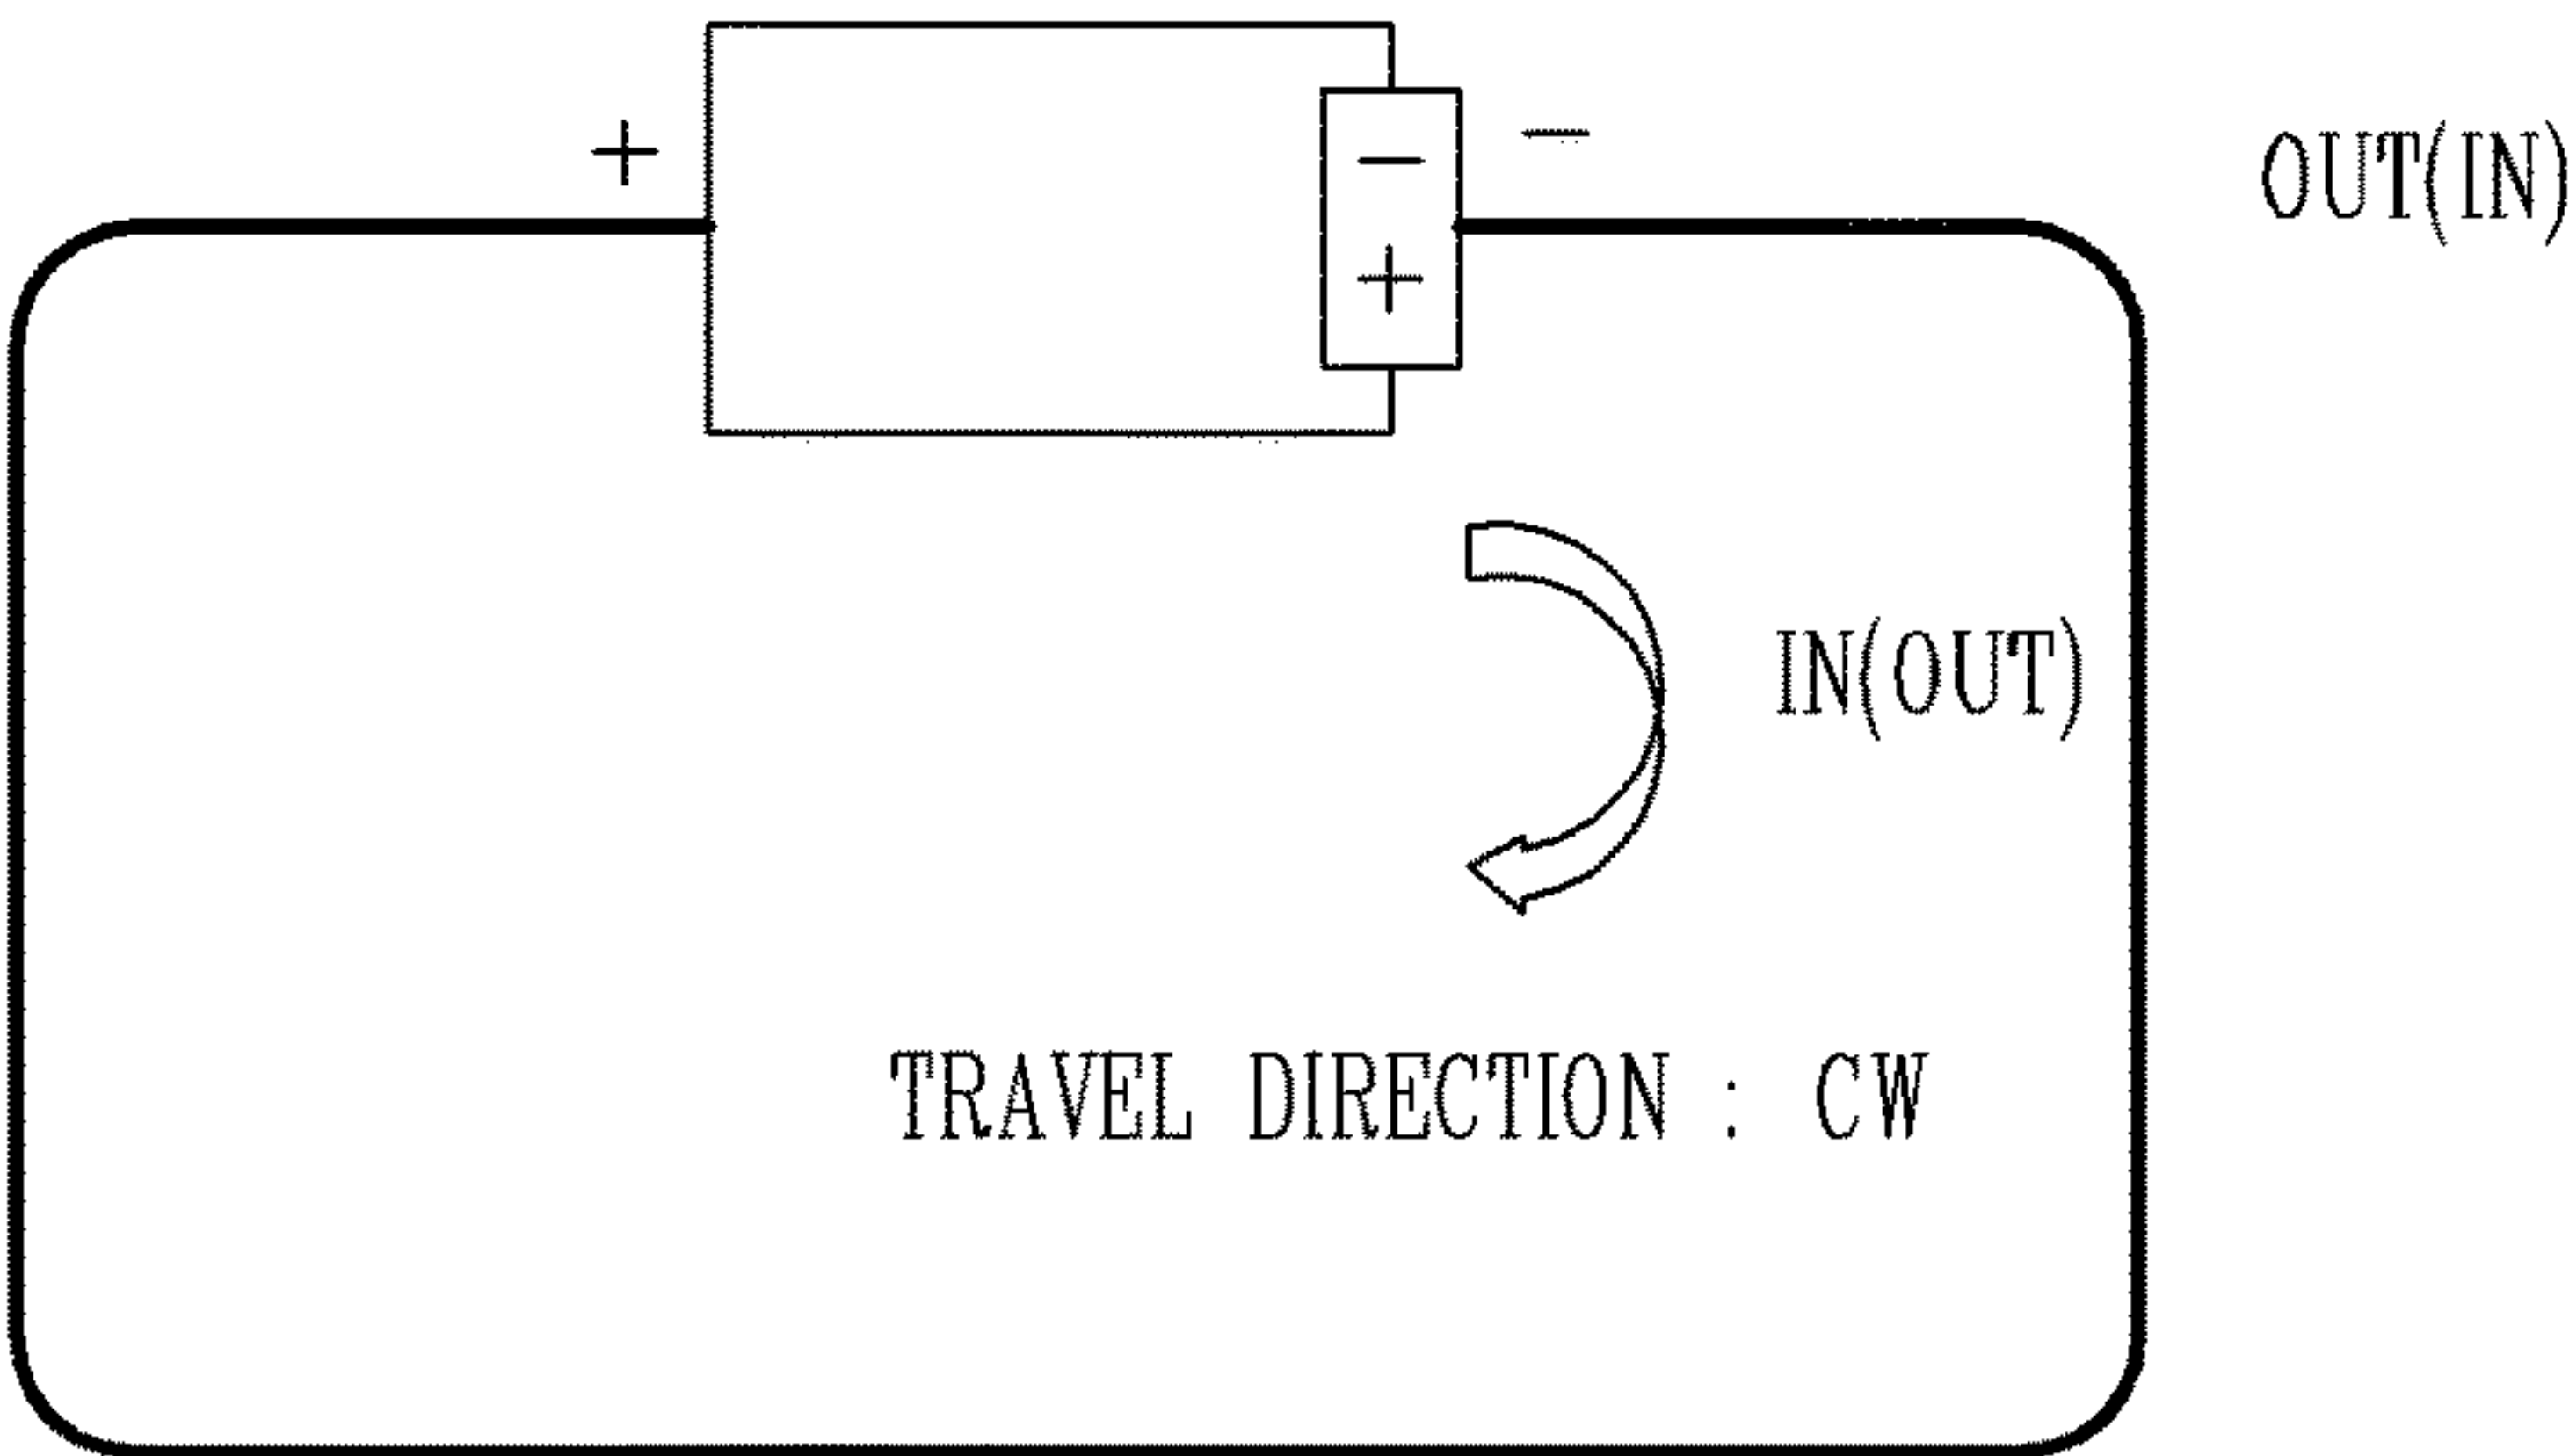 +
−
OUT(IN)
−
+
IN(OUT)
TRAVEL DIRECTION : CW